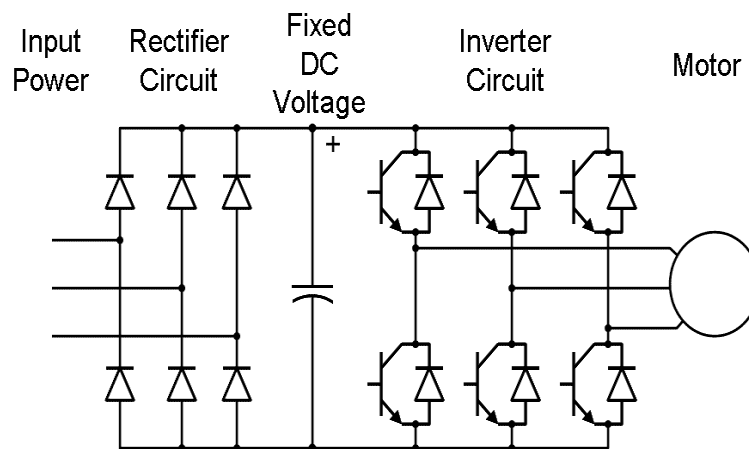 Input
Power
Rectifier
Circuit
Fixed
DC
Voltage
Inverter
Circuit
Motor
+